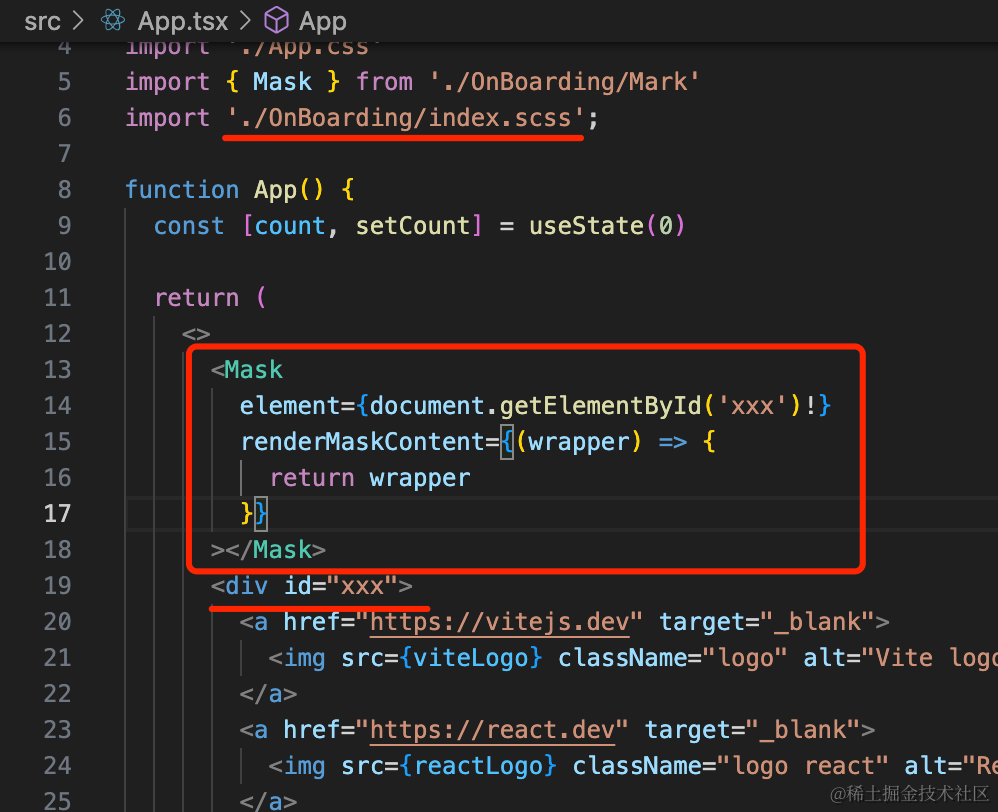 src > App.tsx > App
4 import './App.css'
5 import { Mask } from './OnBoarding/Mark'
6 import './OnBoarding/index.scss';
7
8 function App() {
9 const [count, setCount] = useState(0)
10
11 return (
12 <>
13 <Mask
14 element={document.getElementById('xxx')!}
15 renderMaskContent={(wrapper) => {
16 return wrapper
17 }}
18 ></Mask>
19 <div id="xxx">
20 <a href="https://vitejs.dev" target="_blank">
21 <img src={viteLogo} className="logo" alt="Vite logo
22 </a>
23 <a href="https://react.dev" target="_blank">
24 <img src={reactLogo} className="logo react" alt="Re
25 </a>
@稀土掘金技术社区